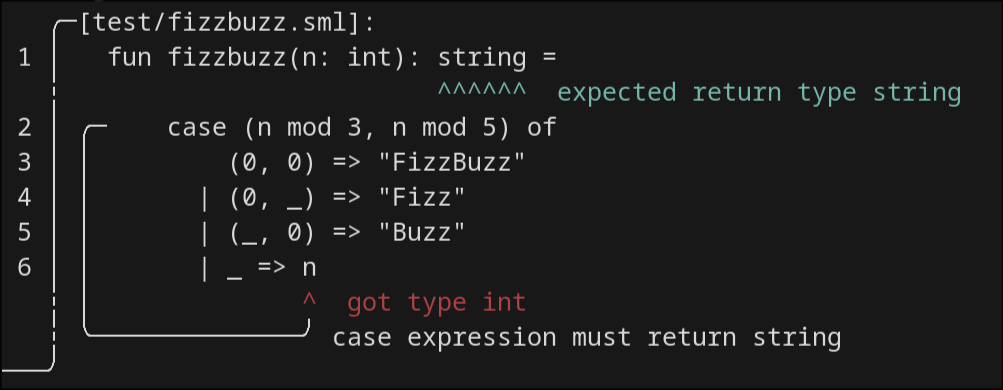 [test/fizzbuzz.sml]:
1 fun fizzbuzz(n: int): string =
^^^^^^ expected return type string
2 case (n mod 3, n mod 5) of
3 (0, 0) => "FizzBuzz"
4 | (0, _) => "Fizz"
5 | (_, 0) => "Buzz"
6 | _ => n
^ got type int
case expression must return string